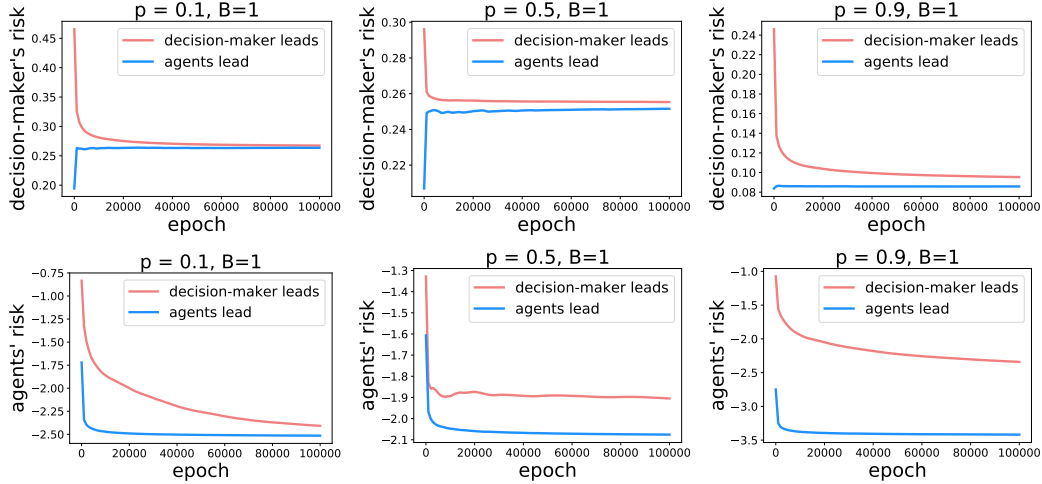 p = 0.1, B=1
decision-maker's risk
0.45
0.40
0.35
0.30
0.25
0.20
decision-maker leads
agents lead
0 20000 40000 60000 80000 100000
epoch
p = 0.5, B=1
decision-maker's risk
0.30
0.28
0.26
0.24
0.22
decision-maker leads
agents lead
0 20000 40000 60000 80000 100000
epoch
p = 0.9, B=1
decision-maker's risk
0.24
0.22
0.20
0.18
0.16
0.14
0.12
0.10
0.08
decision-maker leads
agents lead
0 20000 40000 60000 80000 100000
epoch
p = 0.1, B=1
agents' risk
−0.75
−1.00
−1.25
−1.50
−1.75
−2.00
−2.25
−2.50
decision-maker leads
agents lead
0 20000 40000 60000 80000 100000
epoch
p = 0.5, B=1
agents' risk
−1.3
−1.4
−1.5
−1.6
−1.7
−1.8
−1.9
−2.0
−2.1
decision-maker leads
agents lead
0 20000 40000 60000 80000 100000
epoch
p = 0.9, B=1
agents' risk
−1.0
−1.5
−2.0
−2.5
−3.0
−3.5
decision-maker leads
agents lead
0 20000 40000 60000 80000 100000
epoch